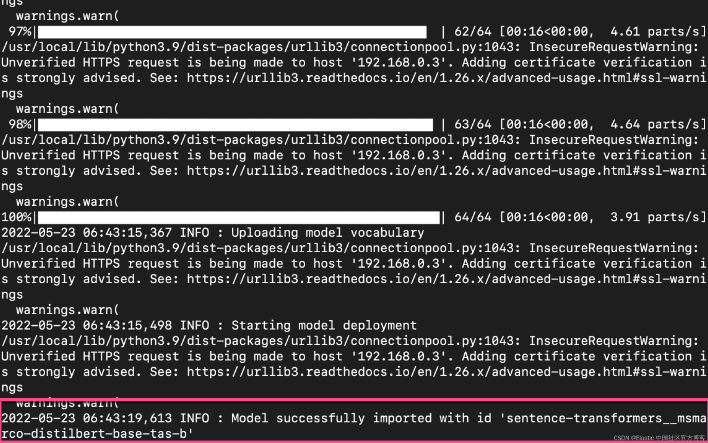 ngs
  warnings.warn(
 97%| | 62/64 [00:16<00:00,  4.61 parts/s]
/usr/local/lib/python3.9/dist-packages/urllib3/connectionpool.py:1043: InsecureRequestWarning:
Unverified HTTPS request is being made to host '192.168.0.3'. Adding certificate verification i
s strongly advised. See: https://urllib3.readthedocs.io/en/1.26.x/advanced-usage.html#ssl-warni
ngs
  warnings.warn(
 98%| | 63/64 [00:16<00:00,  4.64 parts/s]
/usr/local/lib/python3.9/dist-packages/urllib3/connectionpool.py:1043: InsecureRequestWarning:
Unverified HTTPS request is being made to host '192.168.0.3'. Adding certificate verification i
s strongly advised. See: https://urllib3.readthedocs.io/en/1.26.x/advanced-usage.html#ssl-warni
ngs
  warnings.warn(
100%| | 64/64 [00:16<00:00,  3.91 parts/s]
2022-05-23 06:43:15,367 INFO : Uploading model vocabulary
/usr/local/lib/python3.9/dist-packages/urllib3/connectionpool.py:1043: InsecureRequestWarning:
Unverified HTTPS request is being made to host '192.168.0.3'. Adding certificate verification i
s strongly advised. See: https://urllib3.readthedocs.io/en/1.26.x/advanced-usage.html#ssl-warni
ngs
  warnings.warn(
2022-05-23 06:43:15,498 INFO : Starting model deployment
/usr/local/lib/python3.9/dist-packages/urllib3/connectionpool.py:1043: InsecureRequestWarning:
Unverified HTTPS request is being made to host '192.168.0.3'. Adding certificate verification i
s strongly advised. See: https://urllib3.readthedocs.io/en/1.26.x/advanced-usage.html#ssl-warni
ngs
  warnings.warn(
2022-05-23 06:43:19,613 INFO : Model successfully imported with id 'sentence-transformers__msma
rco-distilbert-base-tas-b'
CSDN @Elastic 中国社区官方博客